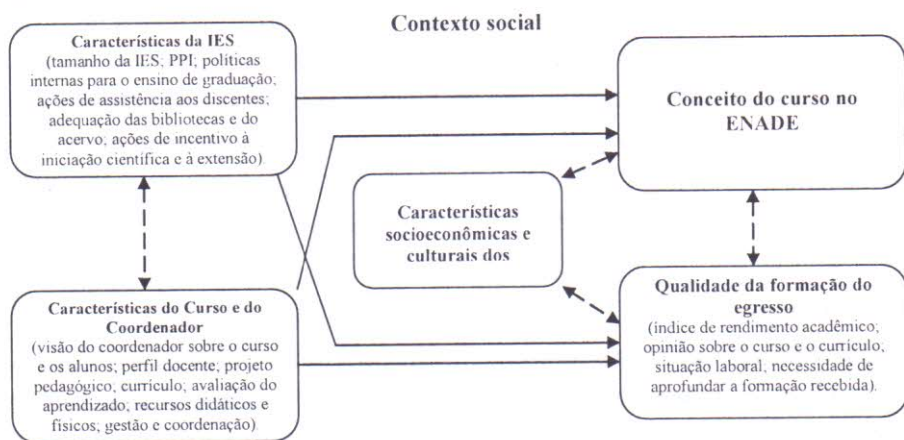 Contexto social
Características da IES
(tamanho da IES; PPI; políticas
internas para o ensino de graduação;
ações de assistência aos discentes;
adequação das bibliotecas e do
acervo; ações de incentivo à
iniciação científica e à extensão).
Conceito do curso no
ENADE
Características
socioeconômicas e
culturais dos
Características do Curso e do
Coordenador
(visão do coordenador sobre o curso
e os alunos; perfil docente; projeto
pedagógico; currículo; avaliação do
aprendizado; recursos didáticos e
físicos; gestão e coordenação)
Qualidade da formação do
egresso
(índice de rendimento acadêmico;
opinião sobre o curso e o currículo;
situação laboral; necessidade de
aprofundar a formação recebida).